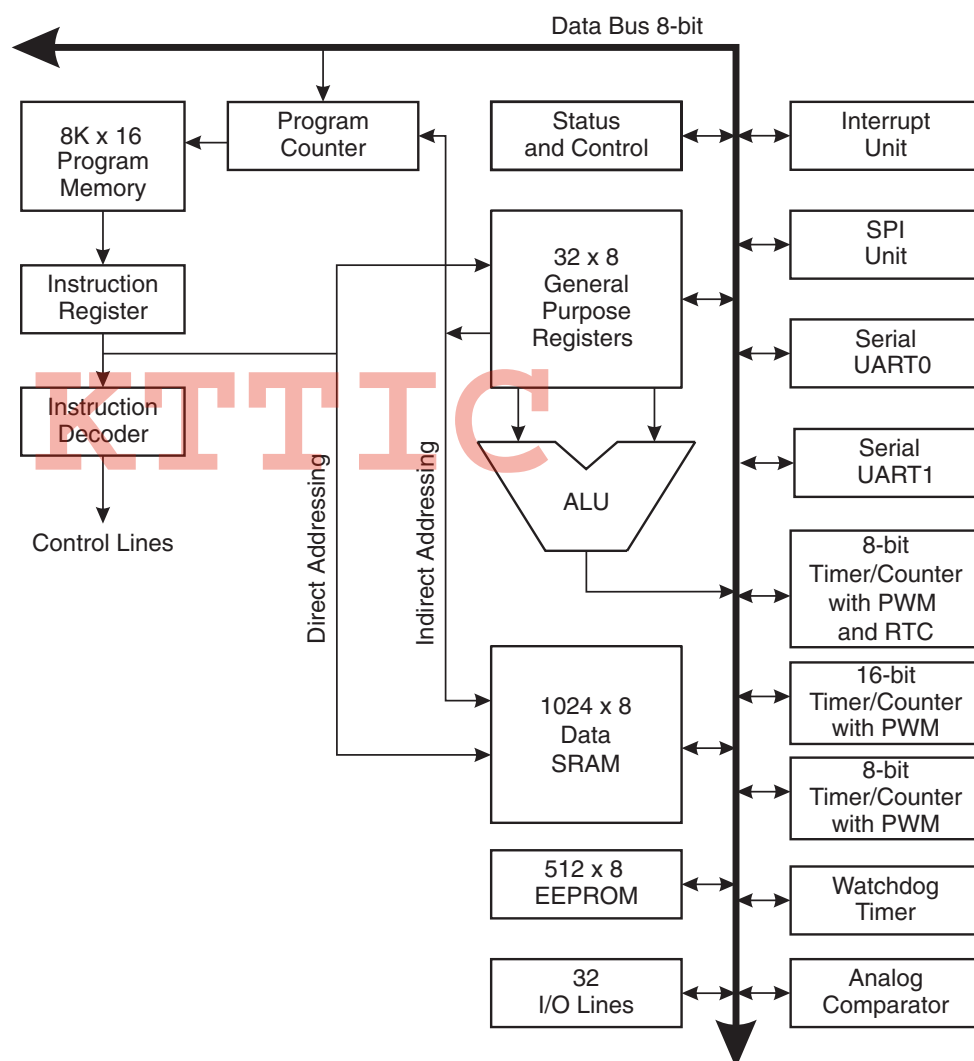 Data Bus 8-bit
8K x 16
Program
Memory
Program
Counter
Status
and Control
Interrupt
Unit
SPI
Unit
32 x 8
General
Purpose
Registers
Instruction
Register
Serial
UART0
Instruction
Decoder
KTTIC
Serial
UART1
ALU
Control Lines
Direct Addressing
Indirect Addressing
8-bit
Timer/Counter
with PWM
and RTC
16-bit
Timer/Counter
with PWM
1024 x 8
Data
SRAM
8-bit
Timer/Counter
with PWM
512 x 8
EEPROM
Watchdog
Timer
32
I/O Lines
Analog
Comparator